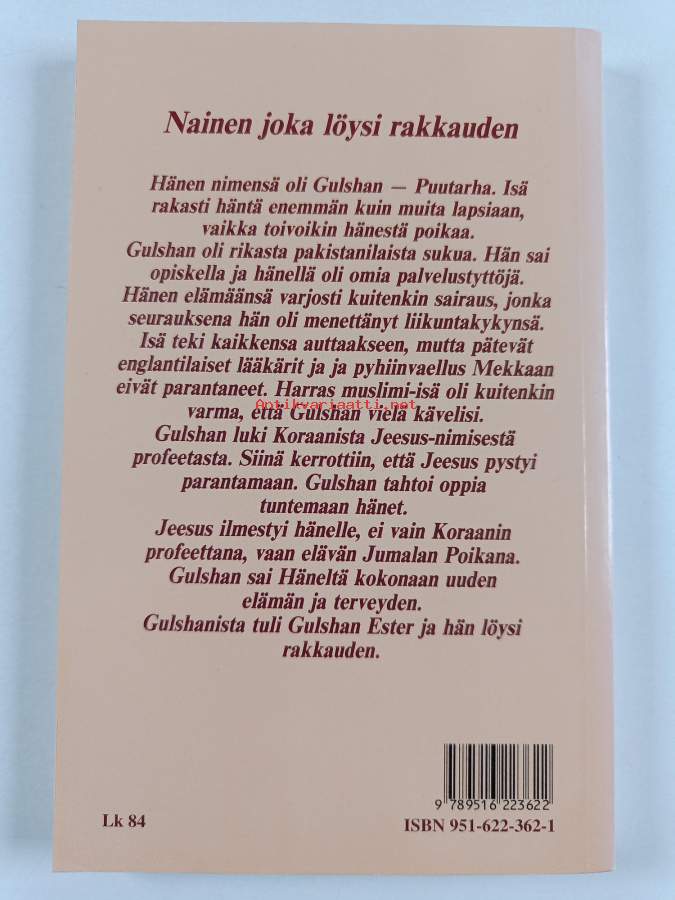 Nainen joka löysi rakkauden
Hänen nimensä oli Gulshan — Puutarha. Isä
rakasti häntä enemmän kuin muita lapsiaan,
vaikka toivoikin hänestä poikaa.
Gulshan oli rikasta pakistanilaista sukua. Hän sai
opiskella ja hänellä oli omia palvelustyttöjä.
Hänen elämäänsä varjosti kuitenkin sairaus, jonka
seurauksena hän oli menettänyt liikuntakykynsä.
Isä teki kaikkensa auttaakseen, mutta pätevät
englantilaiset lääkärit ja ja pyhiinvaellus Mekkaan
eivät parantaneet. Harras muslimi-isä oli kuitenkin
Antikvariaatti.net
varma, että Gulshan vielä kävelisi.
Gulshan luki Koraanista Jeesus-nimisestä
profeetasta. Siinä kerrottiin, että Jeesus pystyi
parantamaan. Gulshan tahtoi oppia
tuntemaan hänet.
Jeesus ilmestyi hänelle, ei vain Koraanin
profeettana, vaan elävän Jumalan Poikana.
Gulshan sai Häneltä kokonaan uuden
elämän ja terveyden.
Gulshanista tuli Gulshan Ester ja hän löysi
rakkauden.
9 789516 223622
Lk 84
ISBN 951-622-362-1